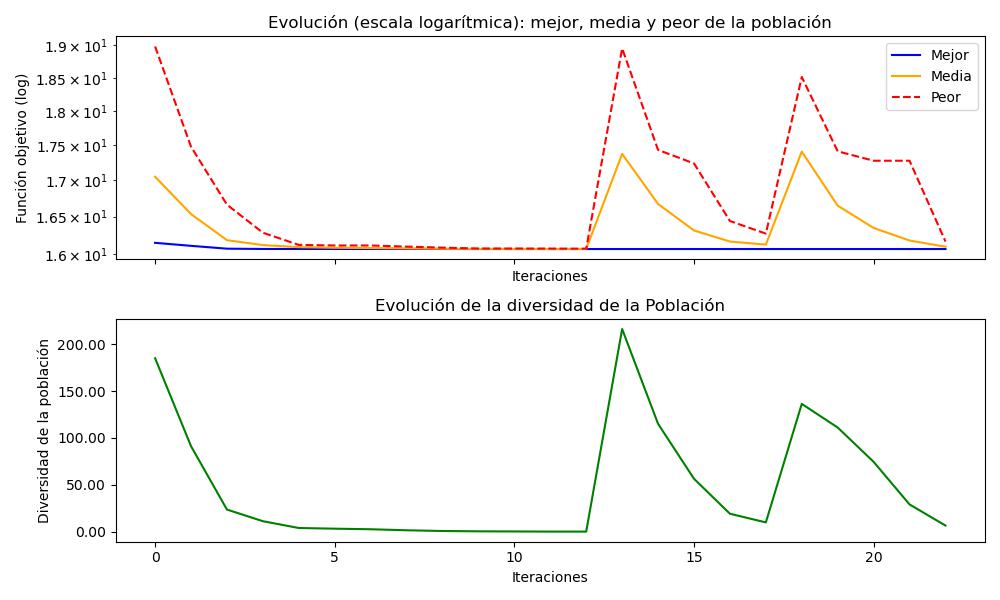 Evolución (escala logarítmica): mejor, media y peor de la población
Función objetivo (log)
1.9 × 10¹
1.85 × 10¹
1.8 × 10¹
1.75 × 10¹
1.7 × 10¹
1.65 × 10¹
1.6 × 10¹
Mejor
Media
Peor
Iteraciones
Evolución de la diversidad de la Población
Diversidad de la población
200.00
150.00
100.00
50.00
0.00
0 5 10 15 20
Iteraciones